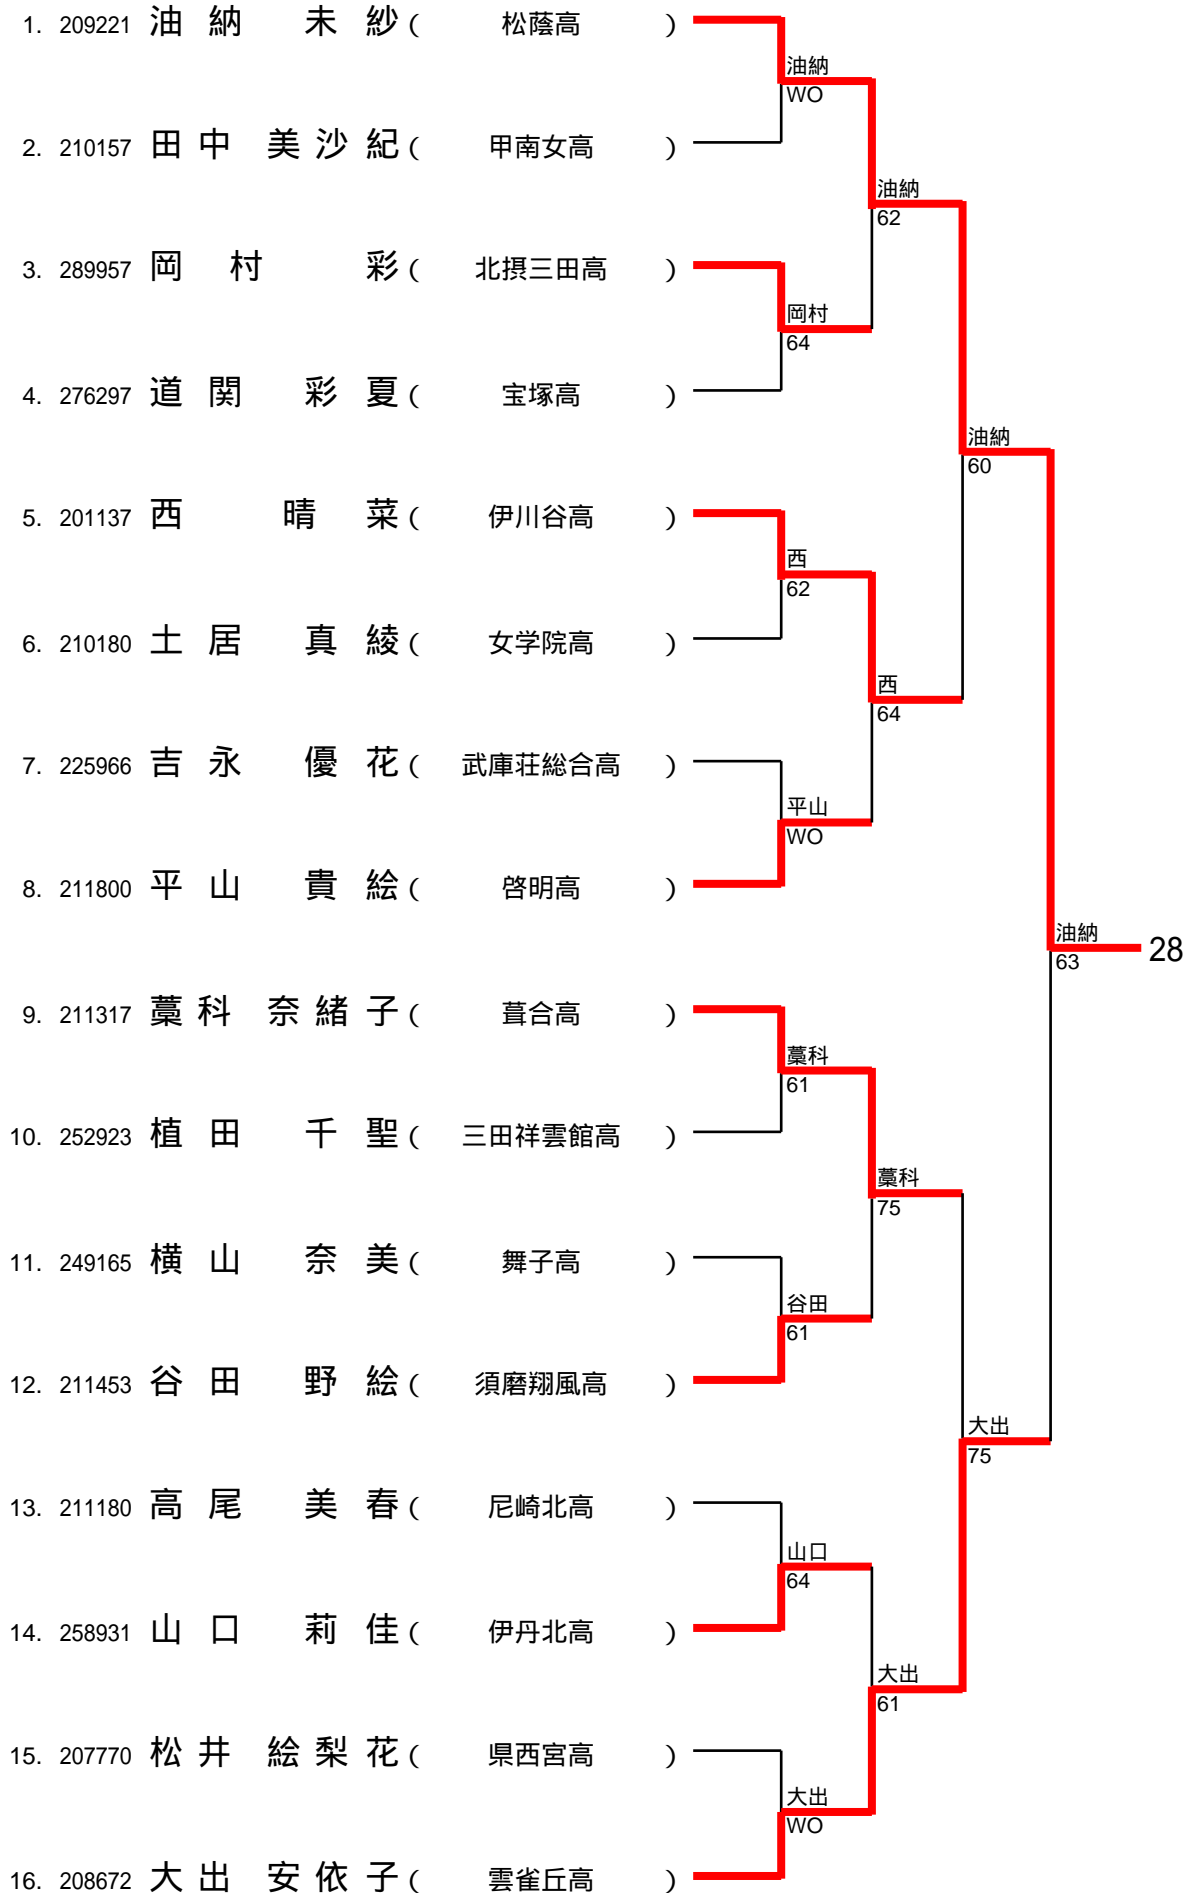 1. 209221 油納 未紗 ( 松蔭高 )
油納
WO
2. 210157 田中 美沙紀 ( 甲南女高 )
油納
62
3. 289957 岡村 彩 ( 北摂三田高 )
岡村
64
4. 276297 道関 彩夏 ( 宝塚高 )
油納
60
5. 201137 西 晴菜 ( 伊川谷高 )
西
62
6. 210180 土居 真綾 ( 女学院高 )
西
64
7. 225966 吉永 優花 ( 武庫荘総合高 )
平山
WO
8. 211800 平山 貴絵 ( 啓明高 )
油納
63
28
9. 211317 藁科 奈緒子 ( 葺合高 )
藁科
61
10. 252923 植田 千聖 ( 三田祥雲館高 )
藁科
75
11. 249165 横山 奈美 ( 舞子高 )
谷田
61
12. 211453 谷田 野絵 ( 須磨翔風高 )
大出
75
13. 211180 高尾 美春 ( 尼崎北高 )
山口
64
14. 258931 山口 莉佳 ( 伊丹北高 )
大出
61
15. 207770 松井 絵梨花 ( 県西宮高 )
大出
WO
16. 208672 大出 安依子 ( 雲雀丘高 )